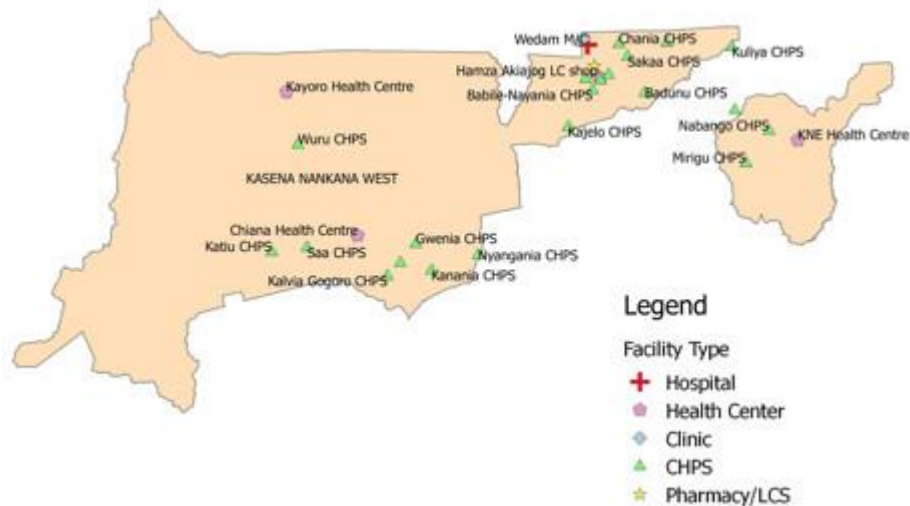 Wedam M/C
Chania CHPS
Kuliya CHPS
Sakaa CHPS
Hamza Akiajog LC shop
Kayoro Health Centre
Babile-Nayania CHPS
Badunu CHPS
Kajelo CHPS
Nabango CHPS
KNE Health Centre
Wuru CHPS
Mirigu CHPS
KASENA NANKANA WEST
Chiana Health Centre
Gwenia CHPS
Katiu CHPS
Saa CHPS
Nyangania CHPS
Kalvia Gogoru CHPS
Kanania CHPS
Legend
Facility Type
Hospital
Health Center
Clinic
CHPS
Pharmacy/LCS